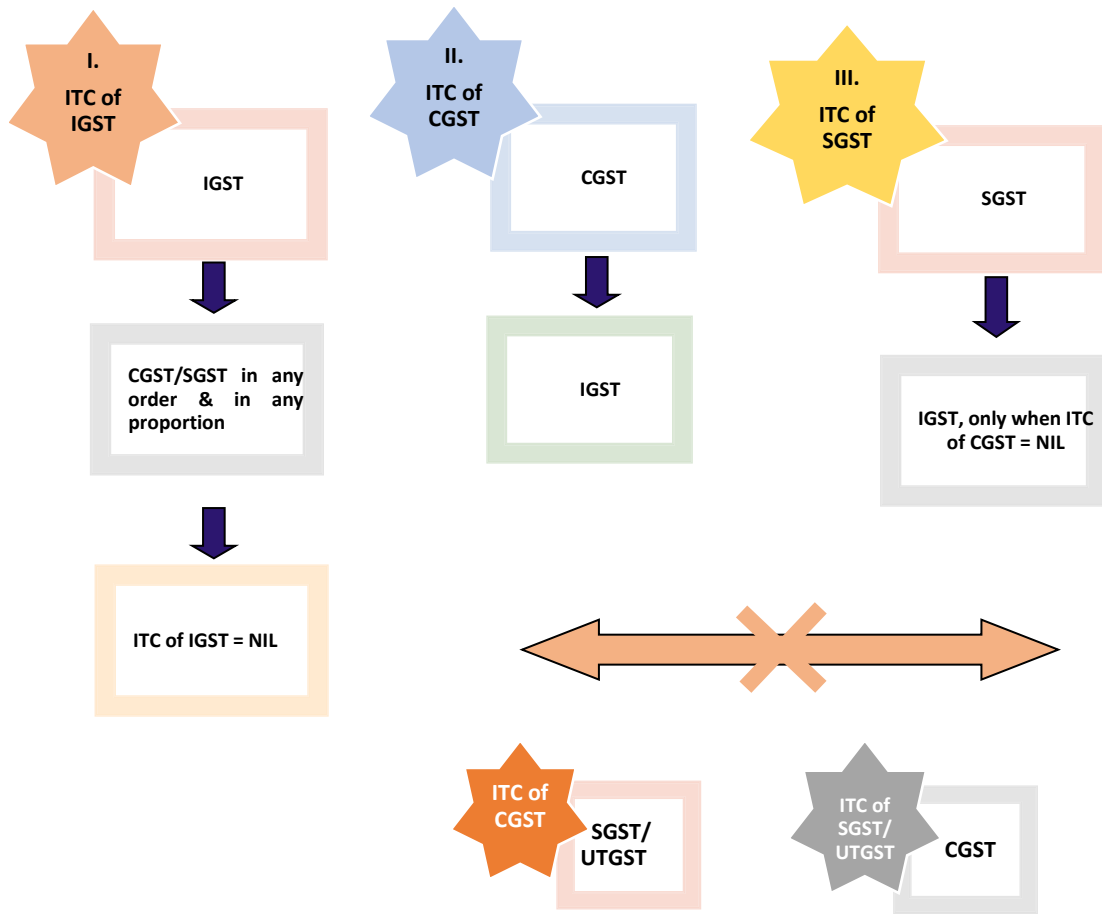 I.
ITC of
IGST
IGST
CGST/SGST in any
order & in any
proportion
ITC of IGST = NIL
II.
ITC of
CGST
CGST
IGST
III.
ITC of
SGST
SGST
IGST, only when ITC
of CGST = NIL
ITC of
CGST
SGST/
UTGST
ITC of
SGST/
UTGST
CGST